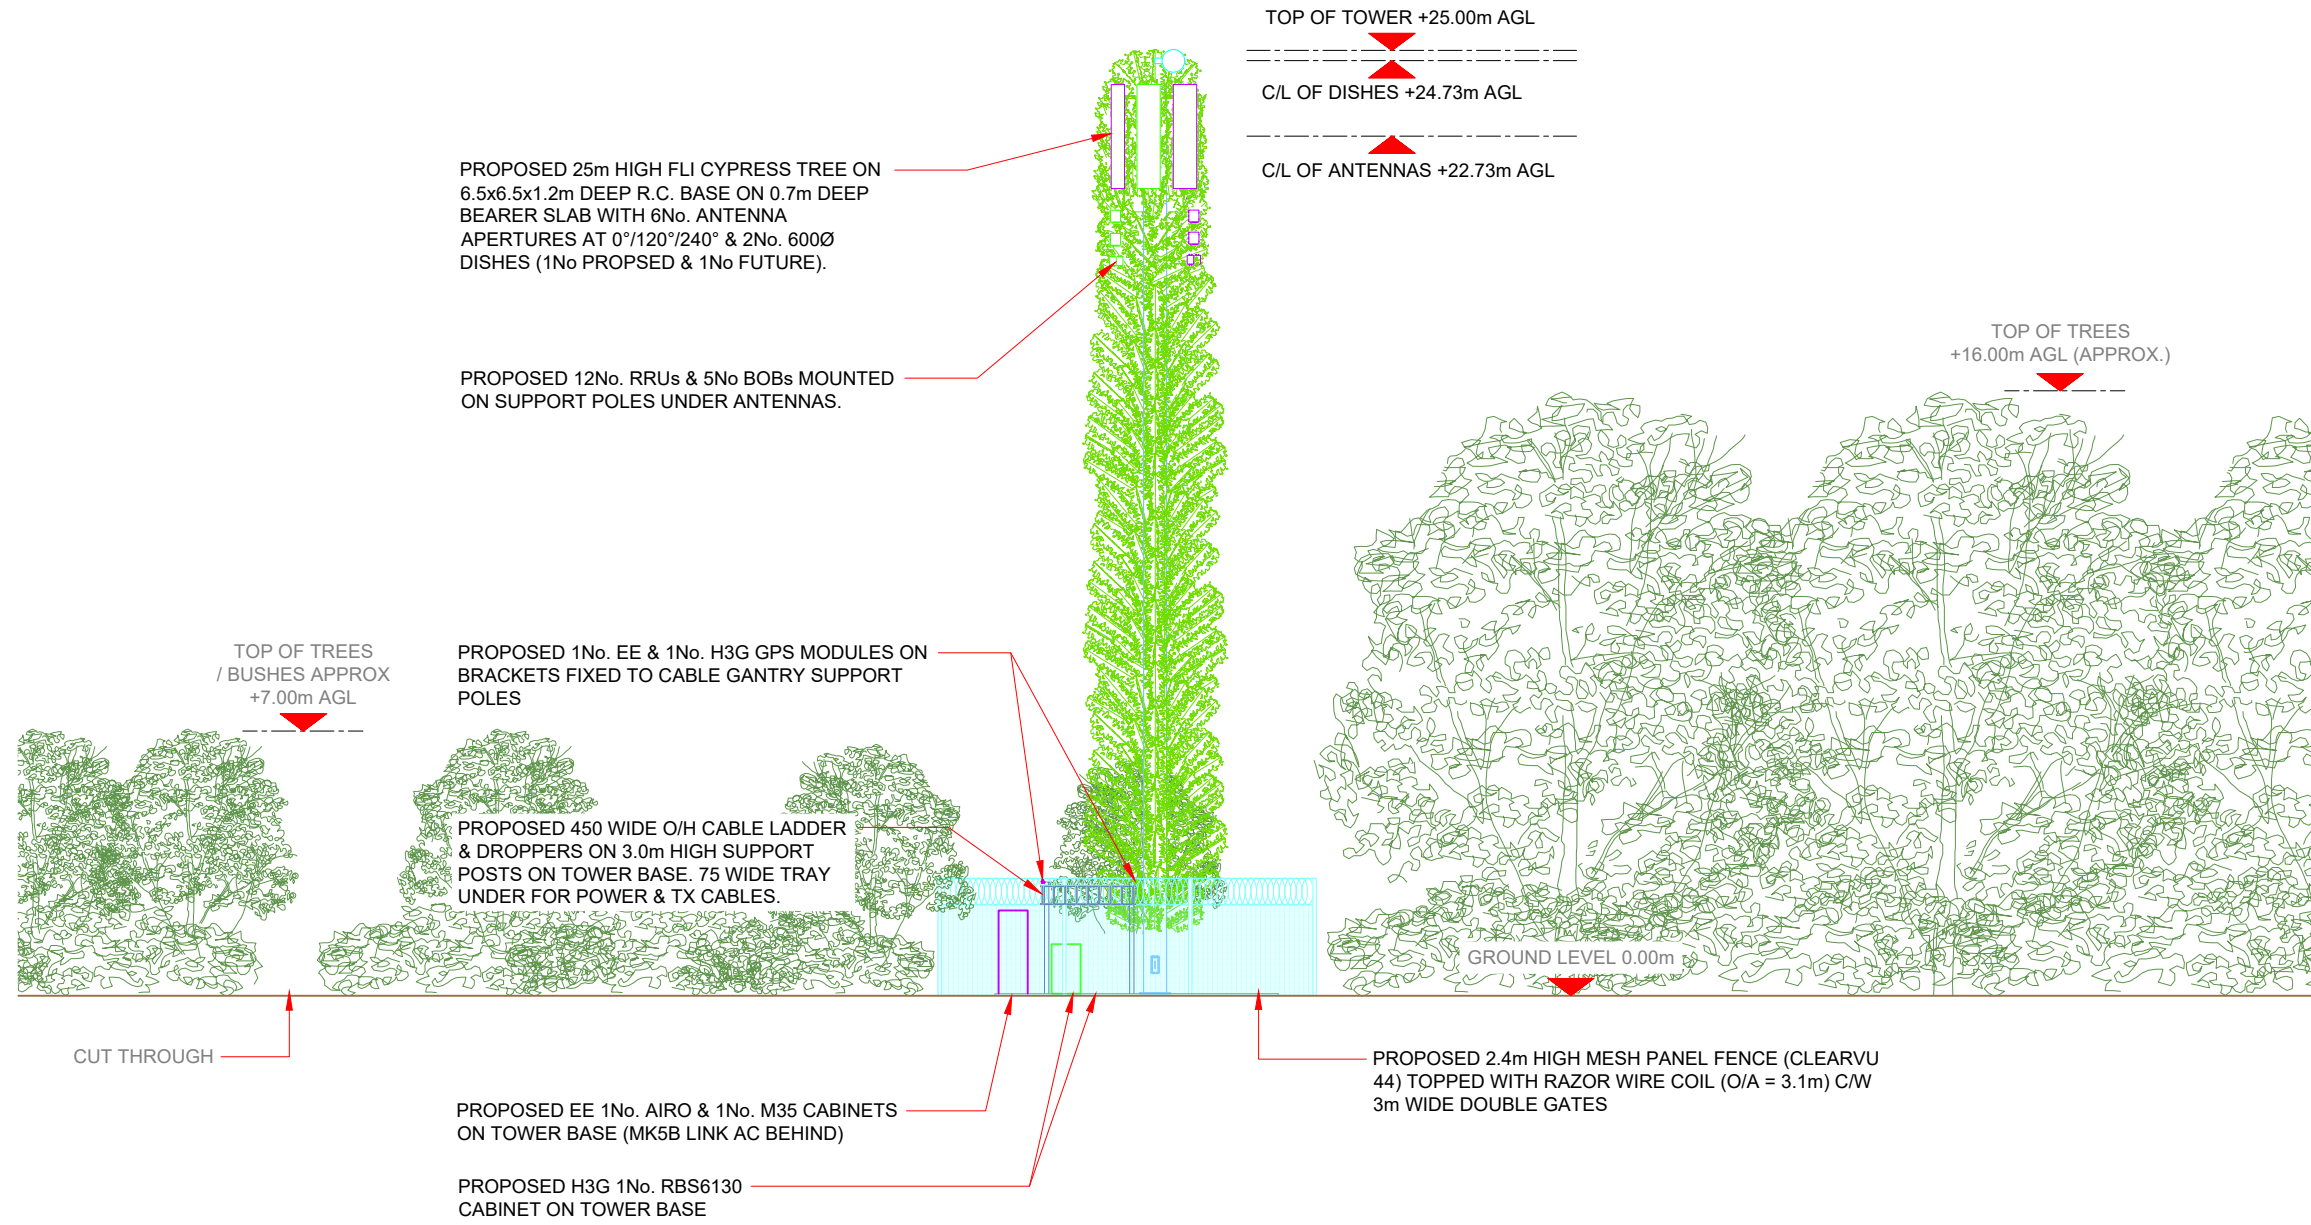 TOP OF TOWER +25.00m AGL
C/L OF DISHES +24.73m AGL
C/L OF ANTENNAS +22.73m AGL
PROPOSED 25m HIGH FLI CYPRESS TREE ON
6.5x6.5x1.2m DEEP R.C. BASE ON 0.7m DEEP
BEARER SLAB WITH 6No. ANTENNA
APERTURES AT 0°/120°/240° & 2No. 600Ø
DISHES (1No PROPSED & 1No FUTURE).
PROPOSED 12No. RRUs & 5No BOBs MOUNTED
ON SUPPORT POLES UNDER ANTENNAS.
TOP OF TREES
+16.00m AGL (APPROX.)
TOP OF TREES
/ BUSHES APPROX
+7.00m AGL
PROPOSED 1No. EE & 1No. H3G GPS MODULES ON
BRACKETS FIXED TO CABLE GANTRY SUPPORT
POLES
PROPOSED 450 WIDE O/H CABLE LADDER
& DROPPERS ON 3.0m HIGH SUPPORT
POSTS ON TOWER BASE. 75 WIDE TRAY
UNDER FOR POWER & TX CABLES.
GROUND LEVEL 0.00m
CUT THROUGH
PROPOSED 2.4m HIGH MESH PANEL FENCE (CLEARVU
44) TOPPED WITH RAZOR WIRE COIL (O/A = 3.1m) C/W
3m WIDE DOUBLE GATES
PROPOSED EE 1No. AIRO & 1No. M35 CABINETS
ON TOWER BASE (MK5B LINK AC BEHIND)
PROPOSED H3G 1No. RBS6130
CABINET ON TOWER BASE